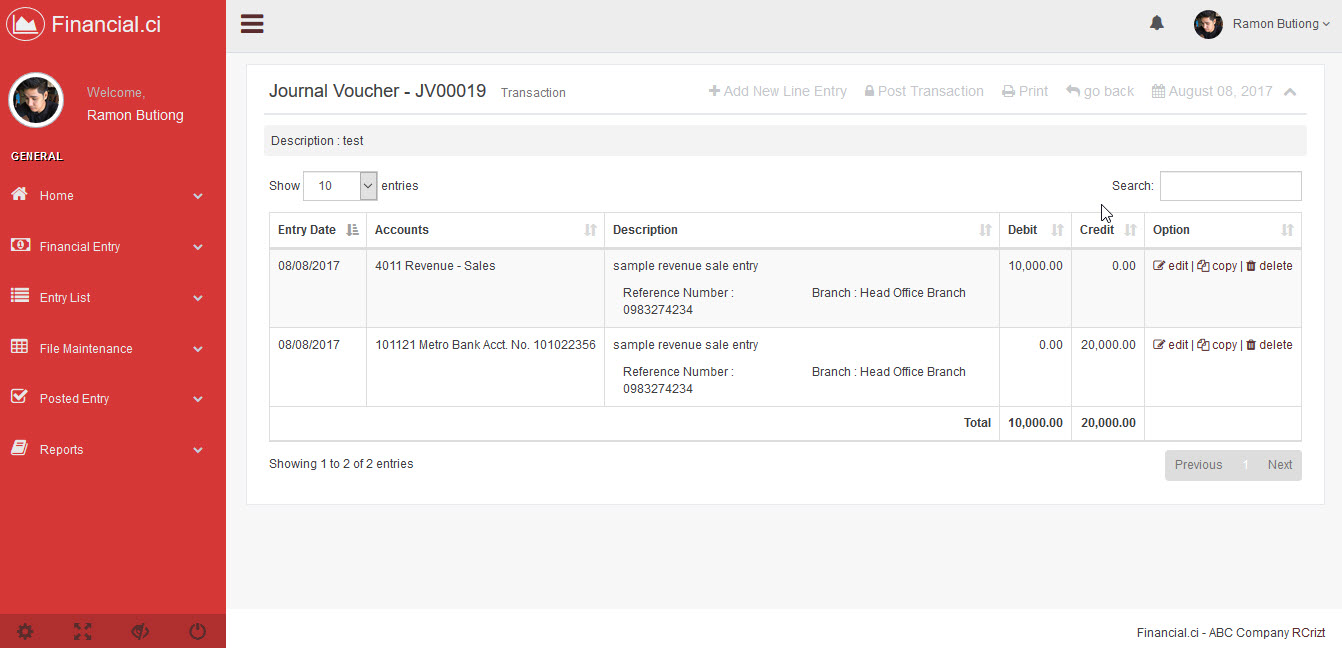 Financial.ci
Ramon Butiong
Welcome,
Ramon Butiong
GENERAL
Home
Financial Entry
Entry List
File Maintenance
Posted Entry
Reports
Journal Voucher - JV00019 Transaction
Add New Line Entry Post Transaction Print go back August 08, 2017
Description : test
Show 10 entries Search:
Entry Date Accounts Description Debit Credit Option
08/08/2017 4011 Revenue - Sales sample revenue sale entry 10,000.00 0.00 edit | copy | delete
Reference Number : Branch : Head Office Branch
0983274234
08/08/2017 101121 Metro Bank Acct. No. 101022356 sample revenue sale entry 0.00 20,000.00 edit | copy | delete
Reference Number : Branch : Head Office Branch
0983274234
Total 10,000.00 20,000.00
Showing 1 to 2 of 2 entries Previous 1 Next
Financial.ci - ABC Company RCrizt